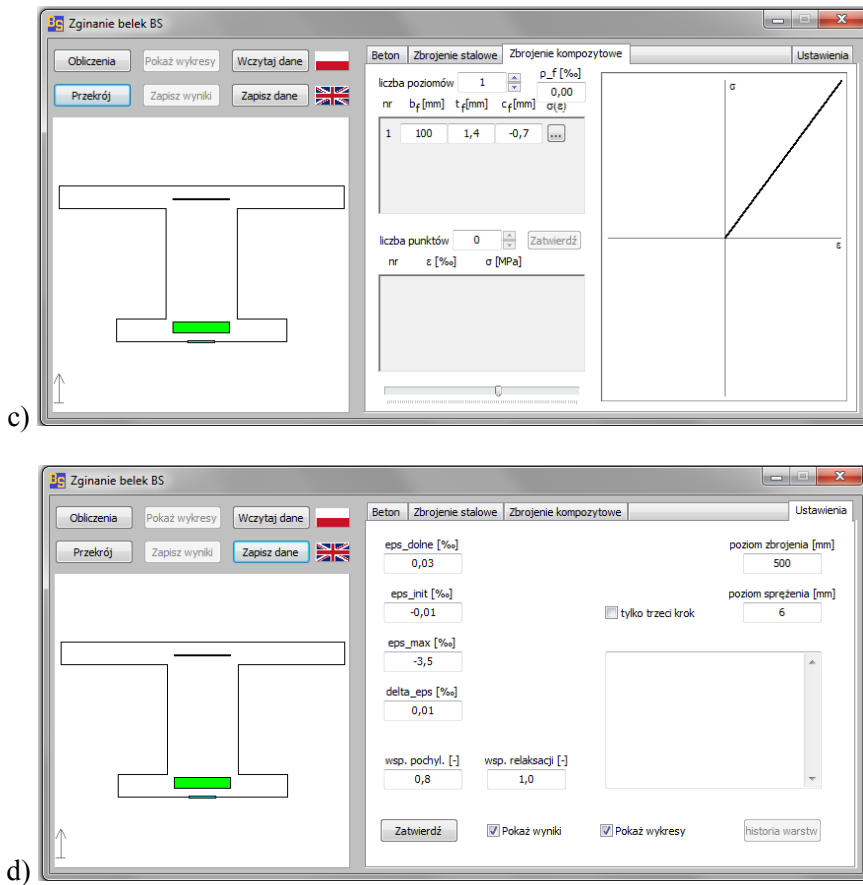 Zginanie belek BS
Obliczenia Pokaż wykresy Wczytaj dane
Przekrój Zapisz wyniki Zapisz dane
Beton Zbrojenie stalowe Zbrojenie kompozytowe Ustawienia
liczba poziomów 1 ρ_f [‰]
0,00
nr b_f[mm] t_f[mm] c_f[mm] σ(ε)
1 100 1,4 -0,7 ...
liczba punktów 0 Zatwierdź
nr ε [‰] σ [MPa]
σ
ε
c)
Zginanie belek BS
Obliczenia Pokaż wykresy Wczytaj dane
Przekrój Zapisz wyniki Zapisz dane
Beton Zbrojenie stalowe Zbrojenie kompozytowe Ustawienia
eps_dolne [‰] poziom zbrojenia [mm]
0,03 500
eps_init [‰] poziom sprężenia [mm]
-0,01 tylko trzeci krok 6
eps_max [‰]
-3,5
delta_eps [‰]
0,01
wsp. pochyl. [-] wsp. relaksacji [-]
0,8 1,0
Zatwierdź Pokaż wyniki Pokaż wykresy historia warstw
d)